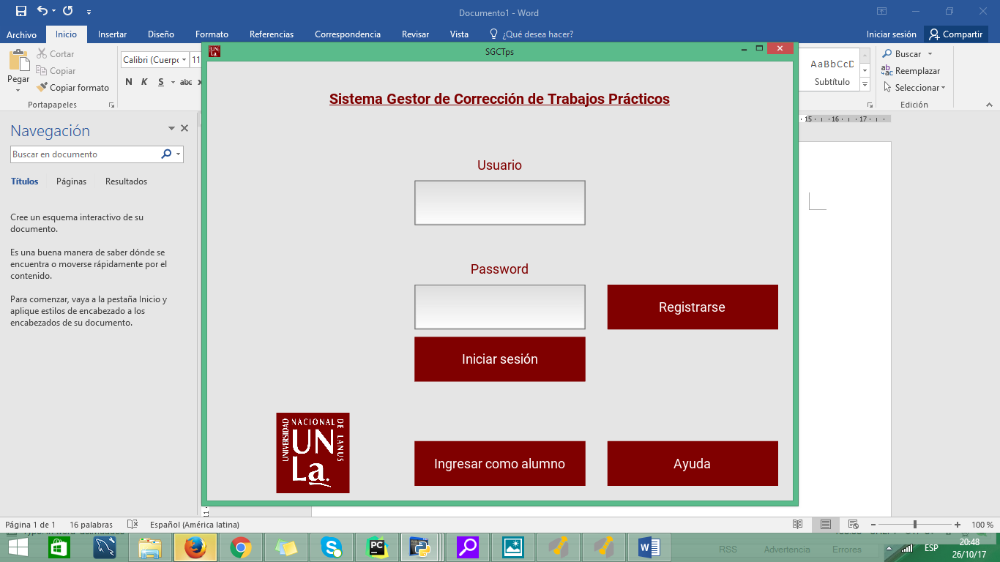 Documento1 - Word
Archivo Inicio Insertar Diseño Formato Referencias Correspondencia Revisar Vista ¿Qué desea hacer? Iniciar sesión Compartir
Pegar
Cortar
Copiar
Copiar formato
Portapapeles
Calibri (Cuerpo 11
N K S abc
AaBbCcD
Subtítulo
Buscar
Reemplazar
Seleccionar
Edición
Navegación
Buscar en documento
Títulos Páginas Resultados
Cree un esquema interactivo de su
documento.
Es una buena manera de saber dónde se
encuentra o moverse rápidamente por el
contenido.
Para comenzar, vaya a la pestaña Inicio y
aplique estilos de encabezado a los
encabezados de su documento.
15 16 17
SGCTps
Sistema Gestor de Corrección de Trabajos Prácticos
Usuario
Password
Registrarse
Iniciar sesión
UNIVERSIDAD NACIONAL DE LANUS
UN
La.
Ingresar como alumno
Ayuda
Página 1 de 1 16 palabras Español (América latina) 100 %
RSS Advertencia Errores
ESP
20:48
26/10/17